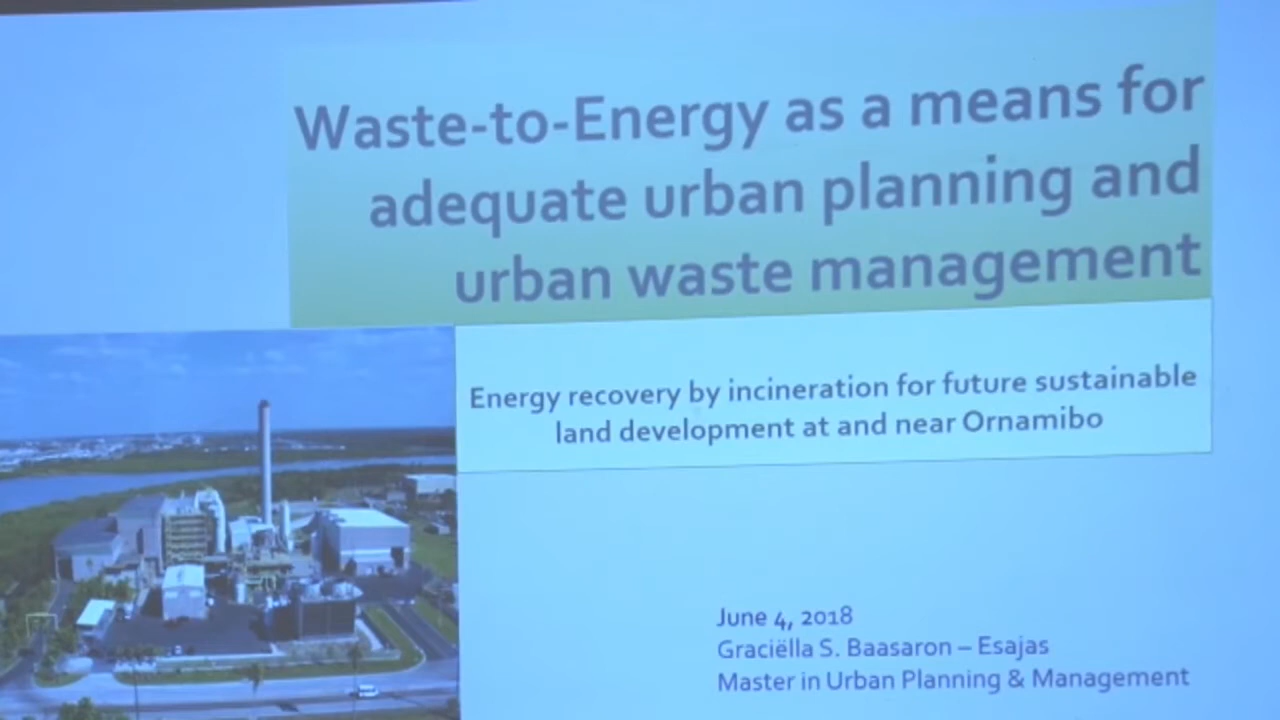 Waste-to-Energy as a means for
adequate urban planning and
urban waste management
Energy recovery by incineration for future sustainable
land development at and near Ornamibo
June 4, 2018
Graciëlla S. Baasaron – Esajas
Master in Urban Planning & Management